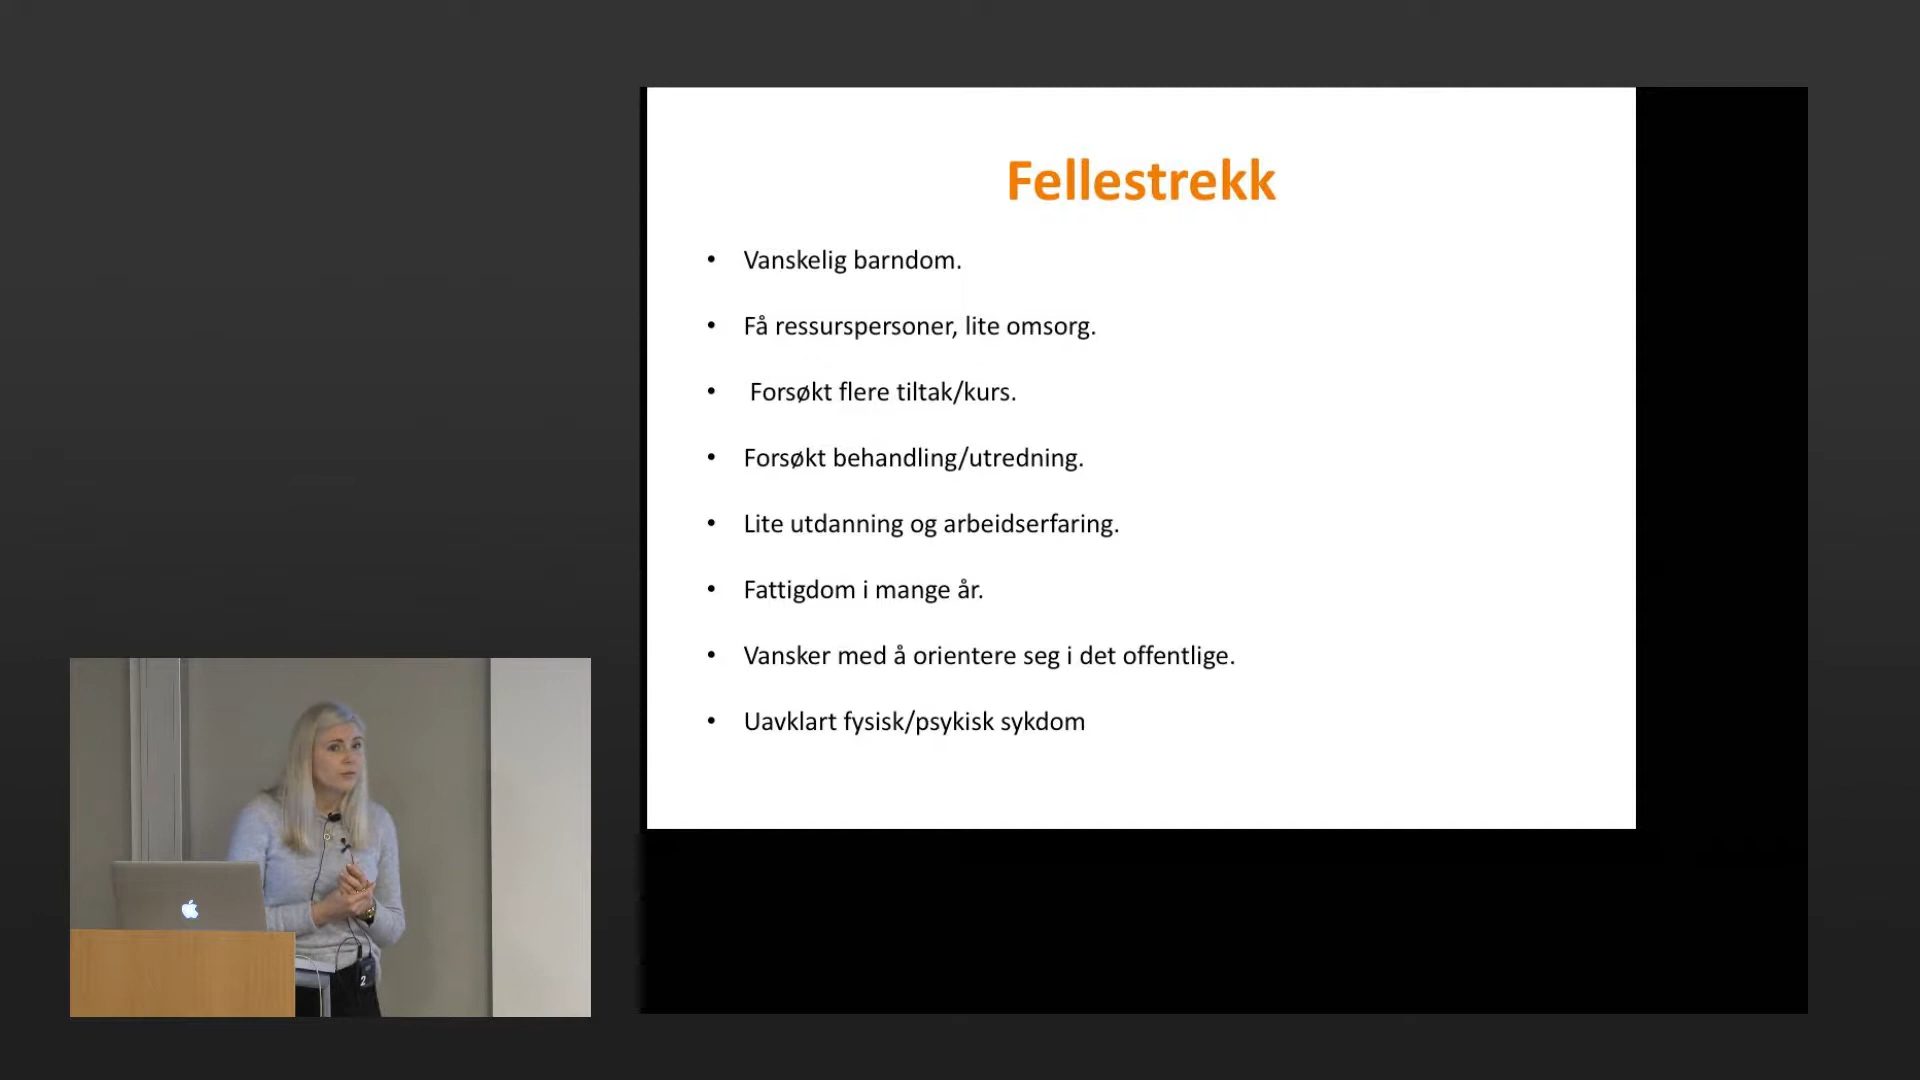 Fellestrekk
• Vanskelig barndom.
• Få ressurspersoner, lite omsorg.
• Forsøkt flere tiltak/kurs.
• Forsøkt behandling/utredning.
• Lite utdanning og arbeidserfaring.
• Fattigdom i mange år.
• Vansker med å orientere seg i det offentlige.
• Uavklart fysisk/psykisk sykdom
2